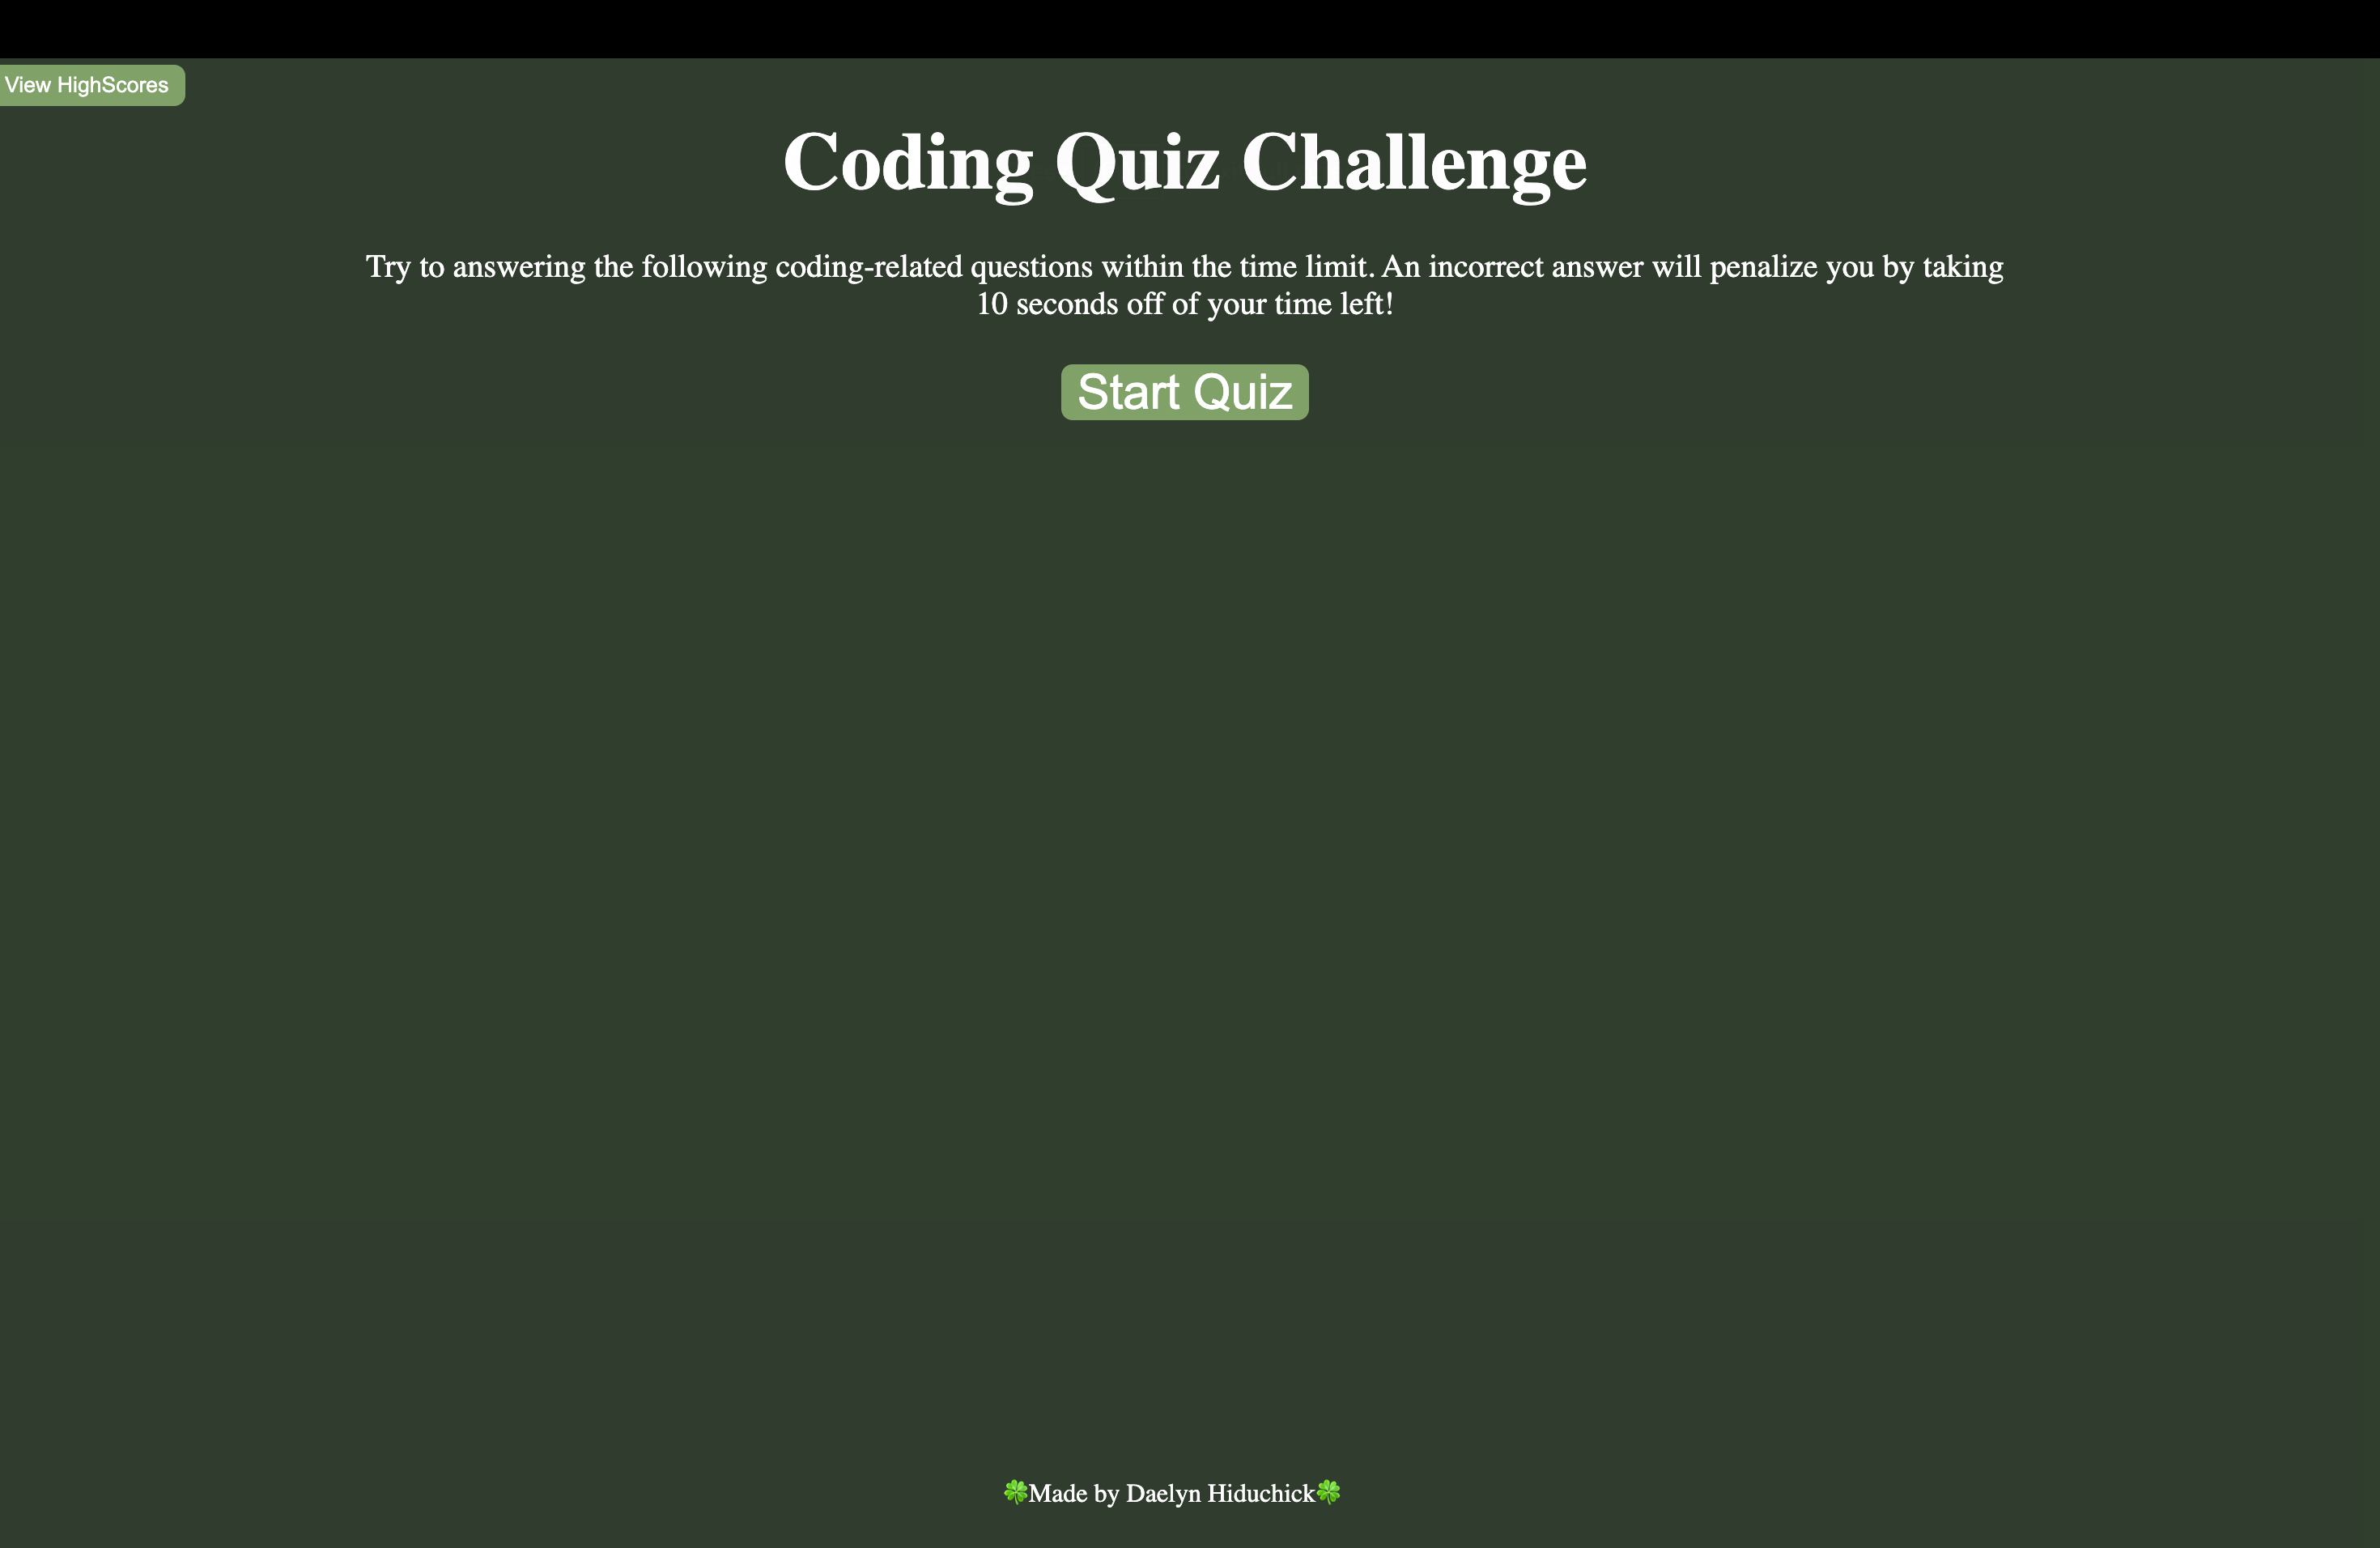 View HighScores
Coding Quiz Challenge
Try to answering the following coding-related questions within the time limit. An incorrect answer will penalize you by taking
10 seconds off of your time left!
Start Quiz
🍀Made by Daelyn Hiduchick🍀